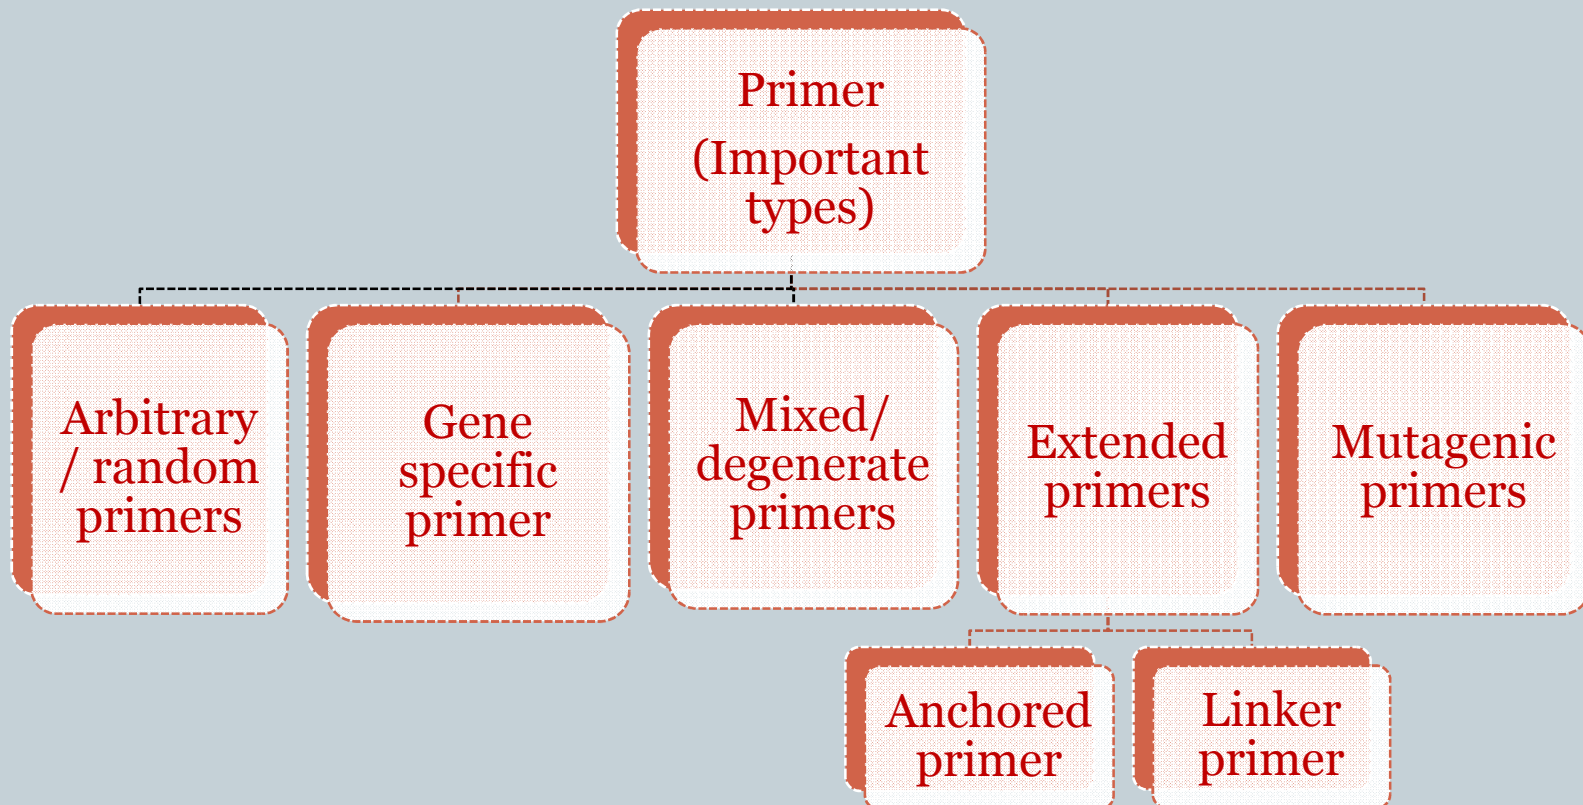 Primer
(Important
types)
Arbitrary
/ random
primers
Gene
specific
primer
Mixed/
degenerate
primers
Extended
primers
Mutagenic
primers
Anchored
primer
Linker
primer